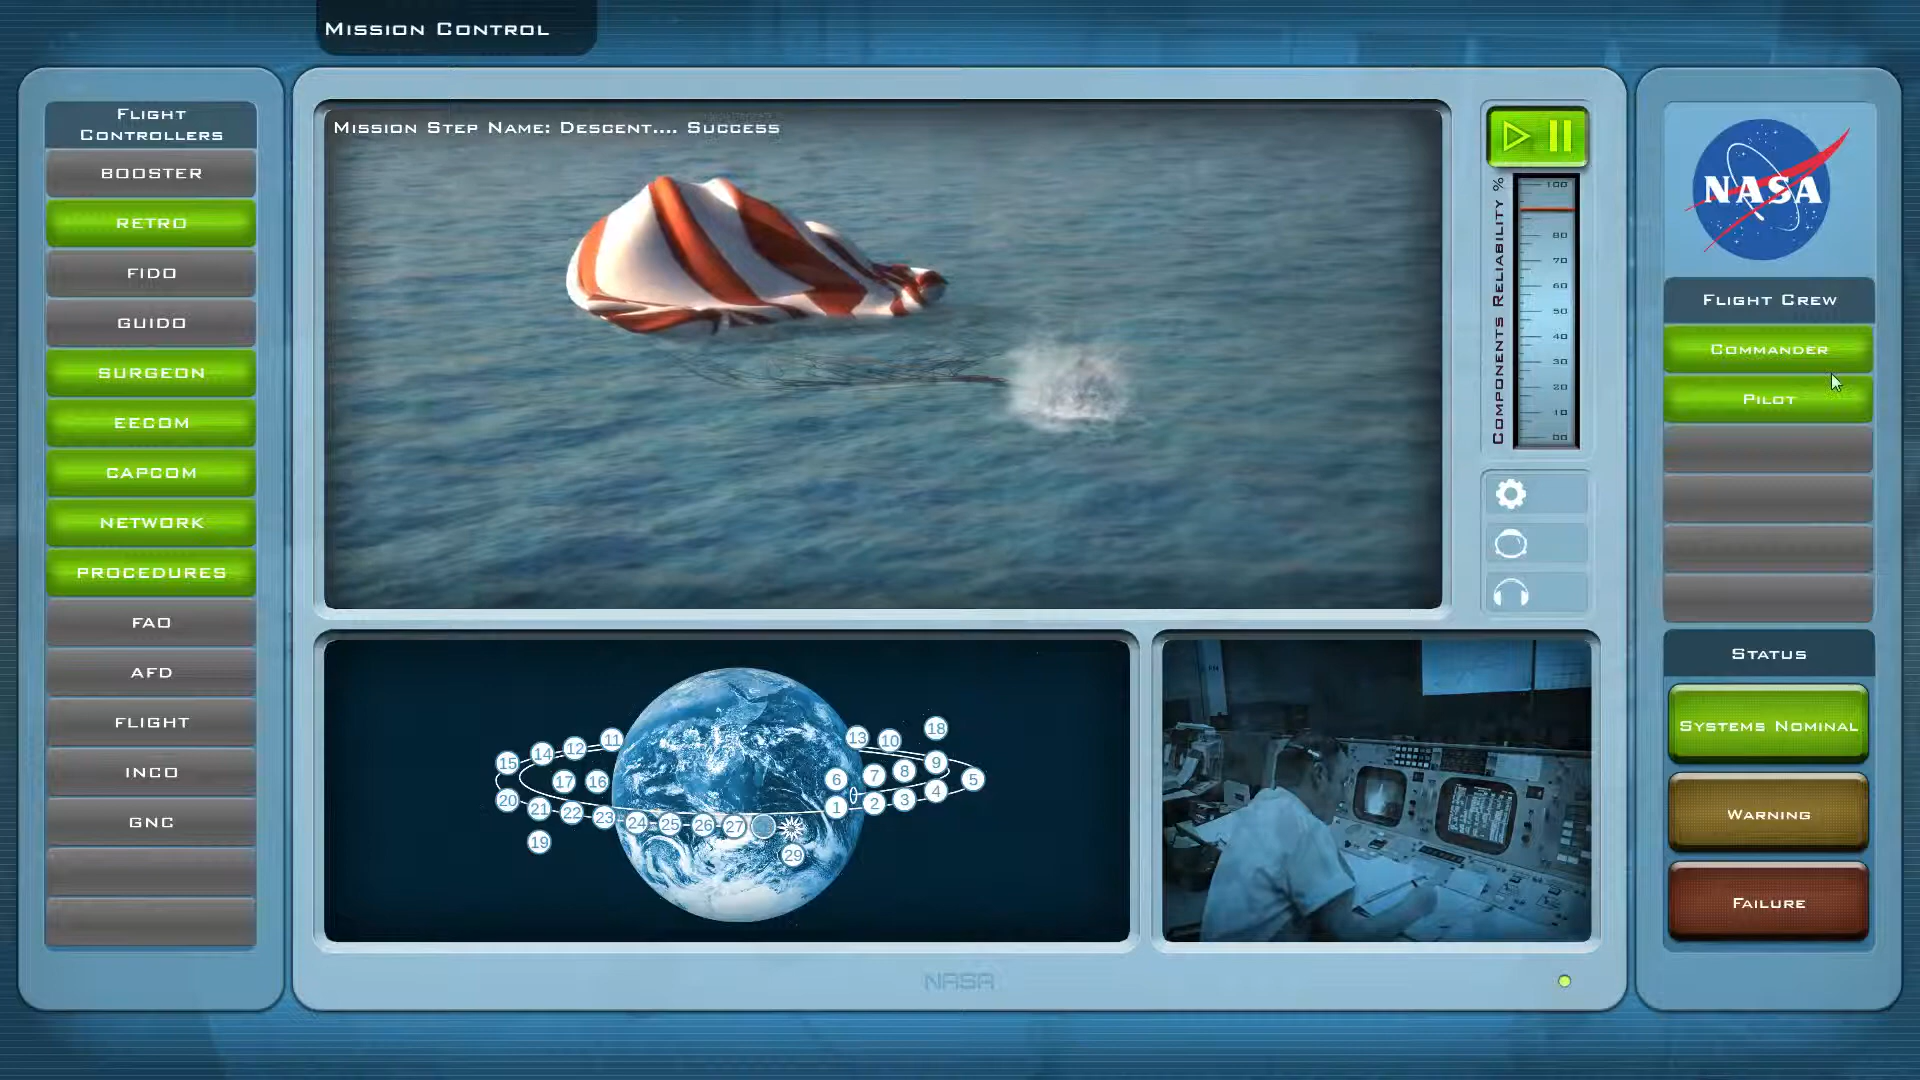 Mission Control
Flight
Controllers
BOOSTER
RETRO
FIDO
GUIDO
SURGEON
EECOM
CAPCOM
NETWORK
PROCEDURES
FAO
AFD
FLIGHT
INCO
GNC
Mission Step Name: Descent.... Success
Components Reliability %
100
80
70
60
50
40
30
20
10
00
NASA
Flight Crew
Commander
Pilot
Status
Systems Nominal
Warning
Failure
18
13
10
11
12
14
15
9
8
7
6
5
17
16
4
3
2
1
20
21
22
23
24
25
26
27
19
29
NASA